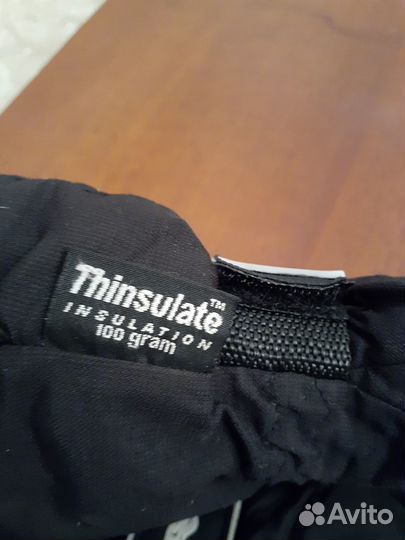 Thinsulate™
INSULATION
100 gram
Avito